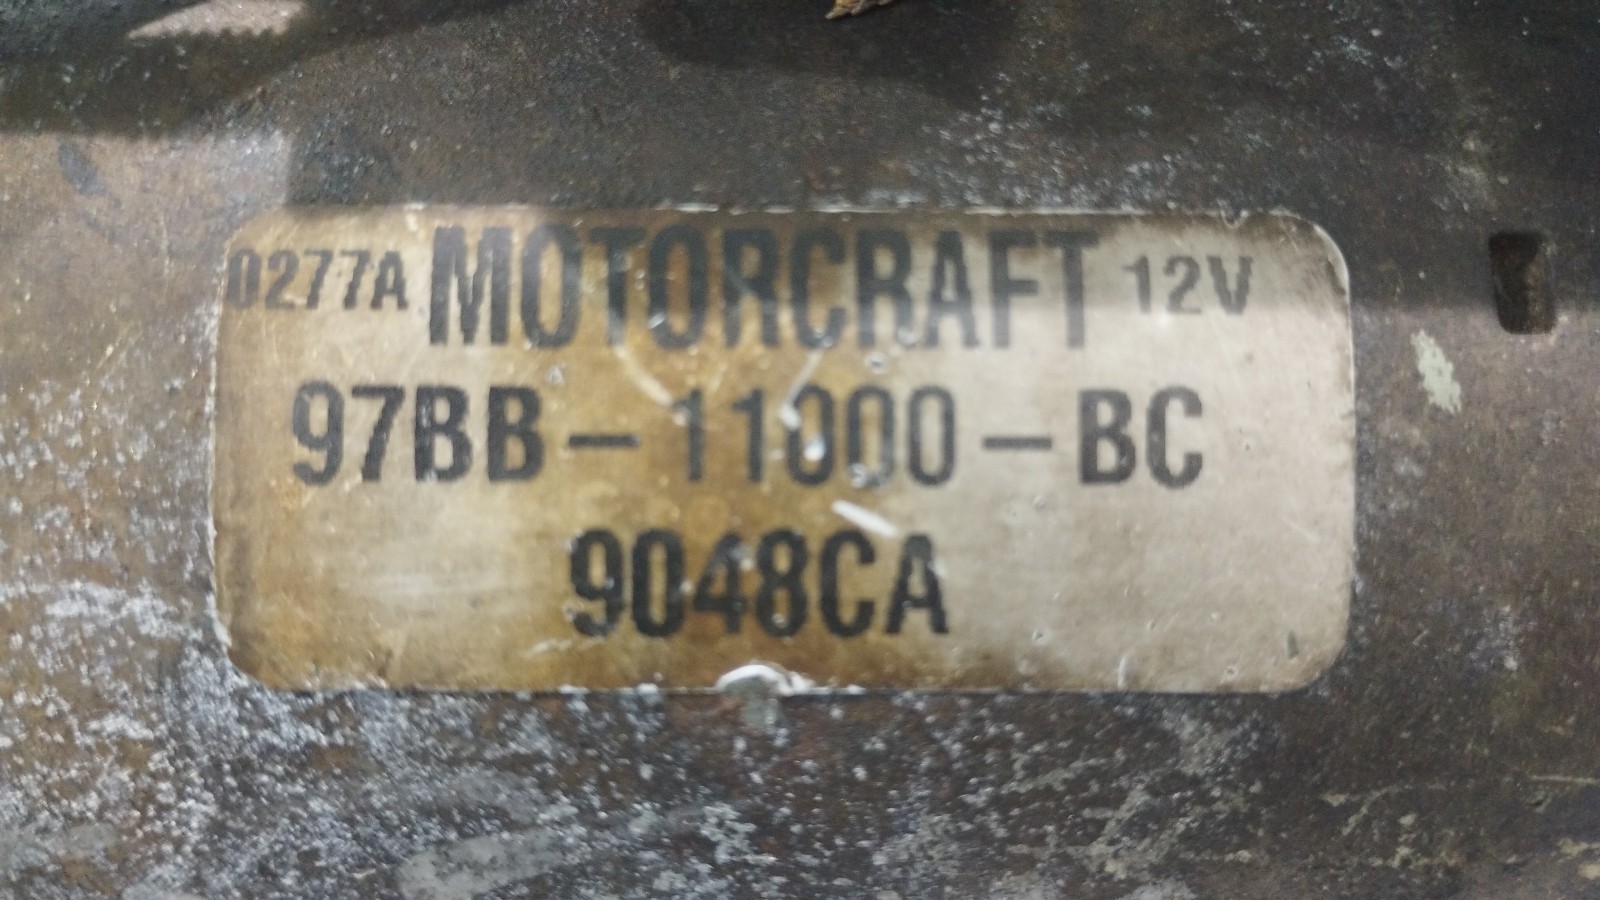 0277A MOTORCRAFT 12V
97BB-11000-BC
9048CA